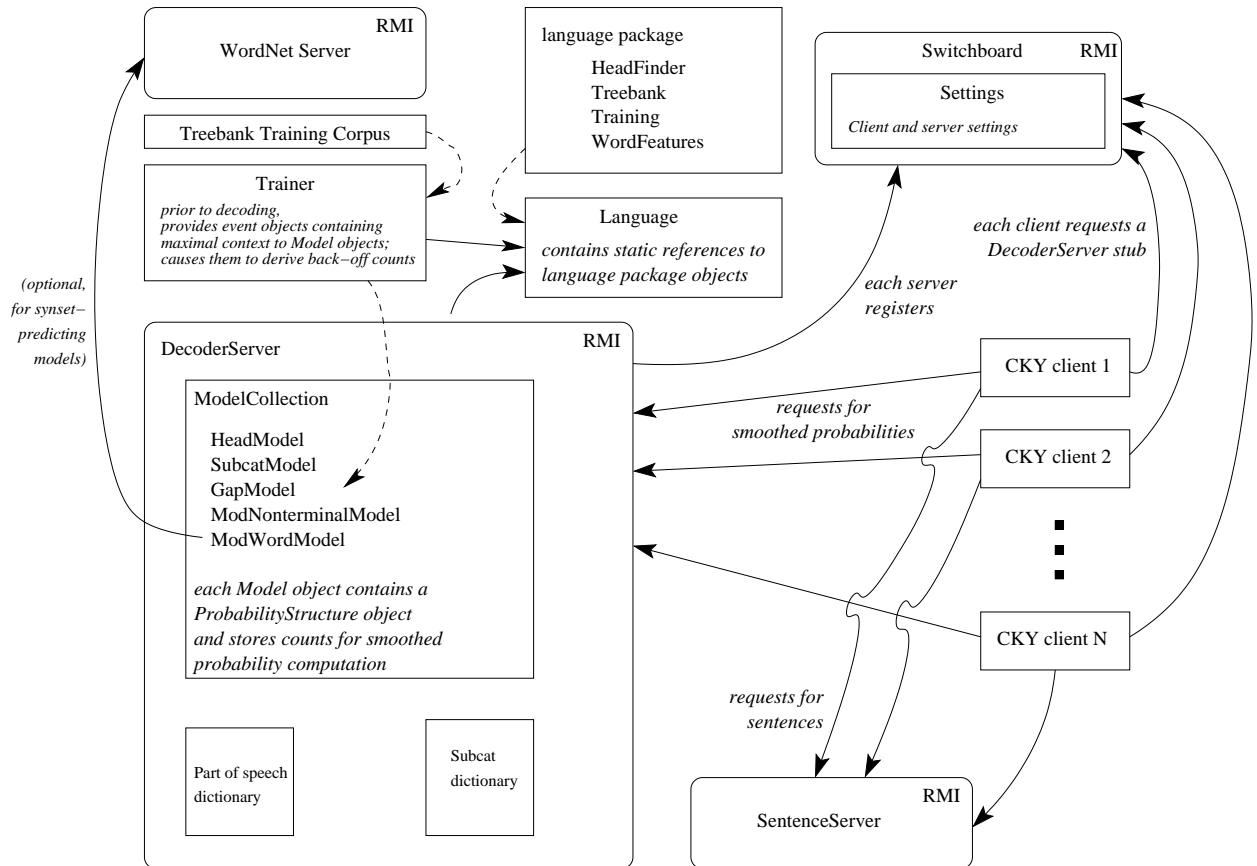 RMI
WordNet Server
Treebank Training Corpus
Trainer
prior to decoding,
provides event objects containing
maximal context to Model objects;
causes them to derive back−off counts
(optional,
for synset−
predicting
models)
language package
HeadFinder
Treebank
Training
WordFeatures
Language
contains static references to
language package objects
Switchboard
RMI
Settings
Client and server settings
each client requests a
DecoderServer stub
each server
registers
RMI
DecoderServer
ModelCollection
HeadModel
SubcatModel
GapModel
ModNonterminalModel
ModWordModel
each Model object contains a
ProbabilityStructure object
and stores counts for smoothed
probability computation
Part of speech
dictionary
Subcat
dictionary
requests for
smoothed probabilities
CKY client 1
CKY client 2
CKY client N
requests for
sentences
RMI
SentenceServer